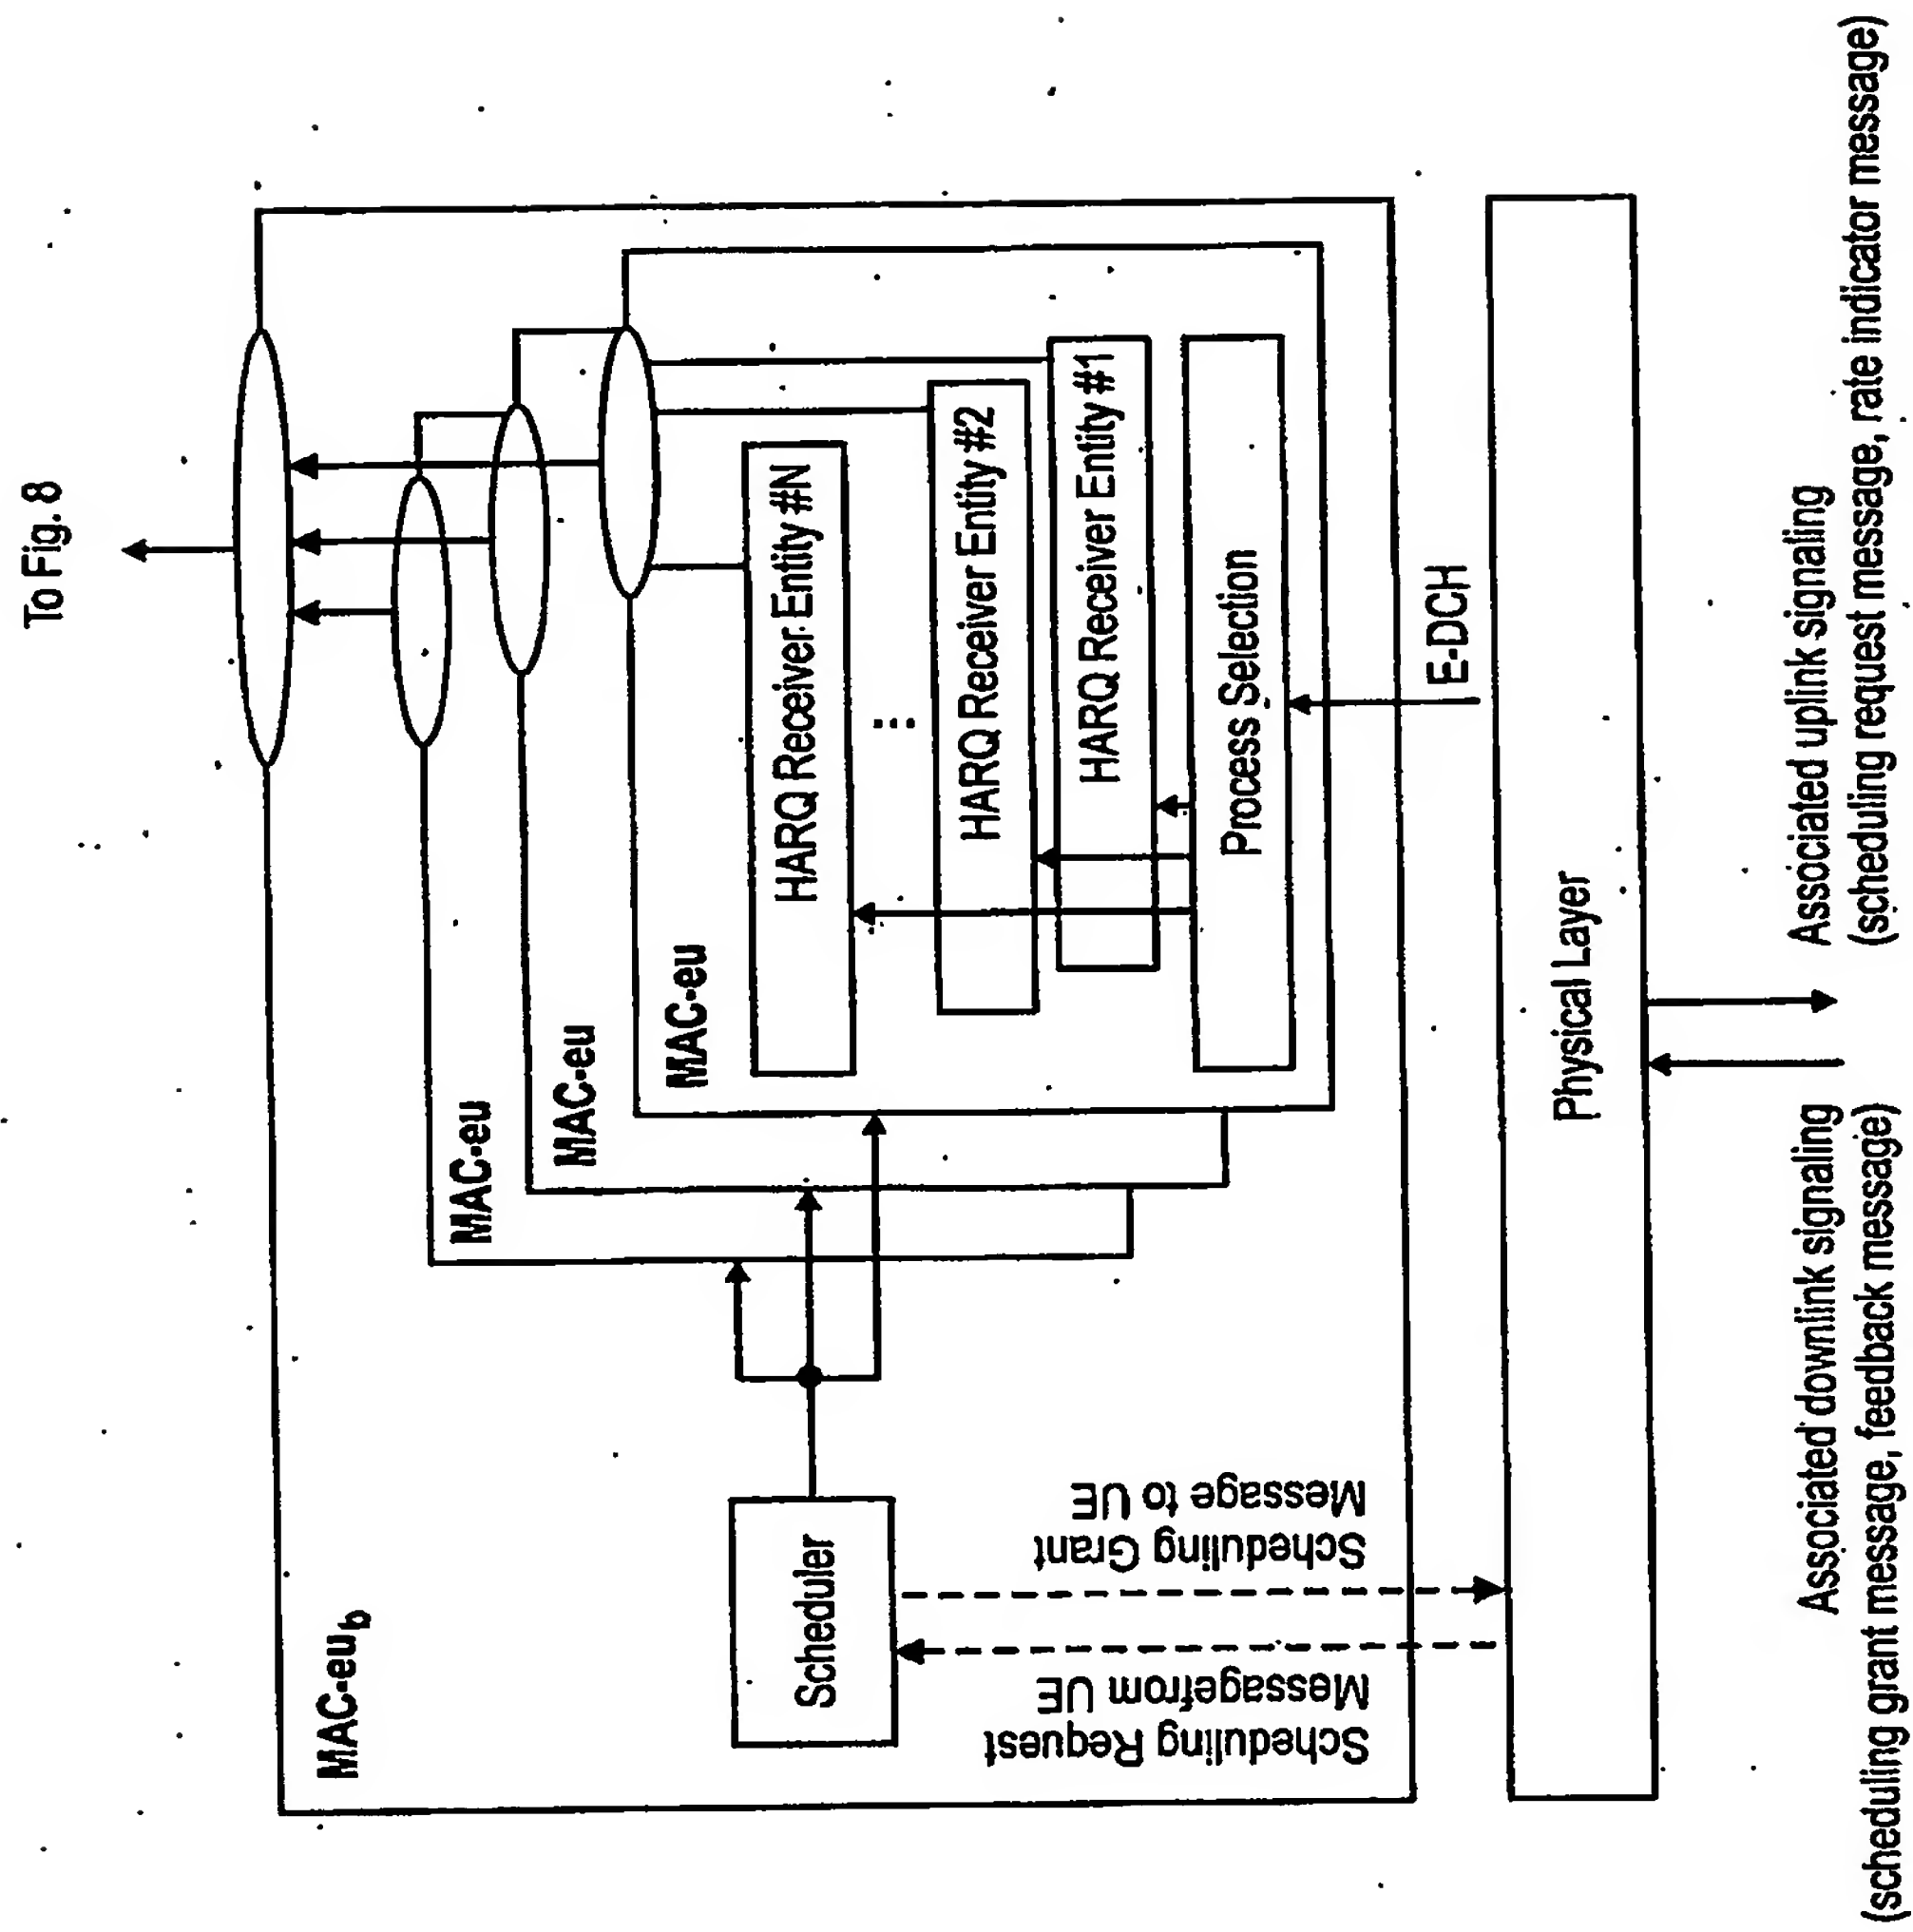 To Fig. 8
MAC-eub
MAC-eu
MAC-eu
MAC-eu
HARQ Receiver Entity #N
...
HARQ Receiver Entity #2
HARQ Receiver Entity #1
Process Selection
Scheduler
Scheduling Request
Messagefrom UE
Scheduling Grant
Message to UE
E-DCH
Physical Layer
Associated downlink signaling
(scheduling grant message, feedback message)
Associated uplink signaling
(scheduling request message, rate indicator message)